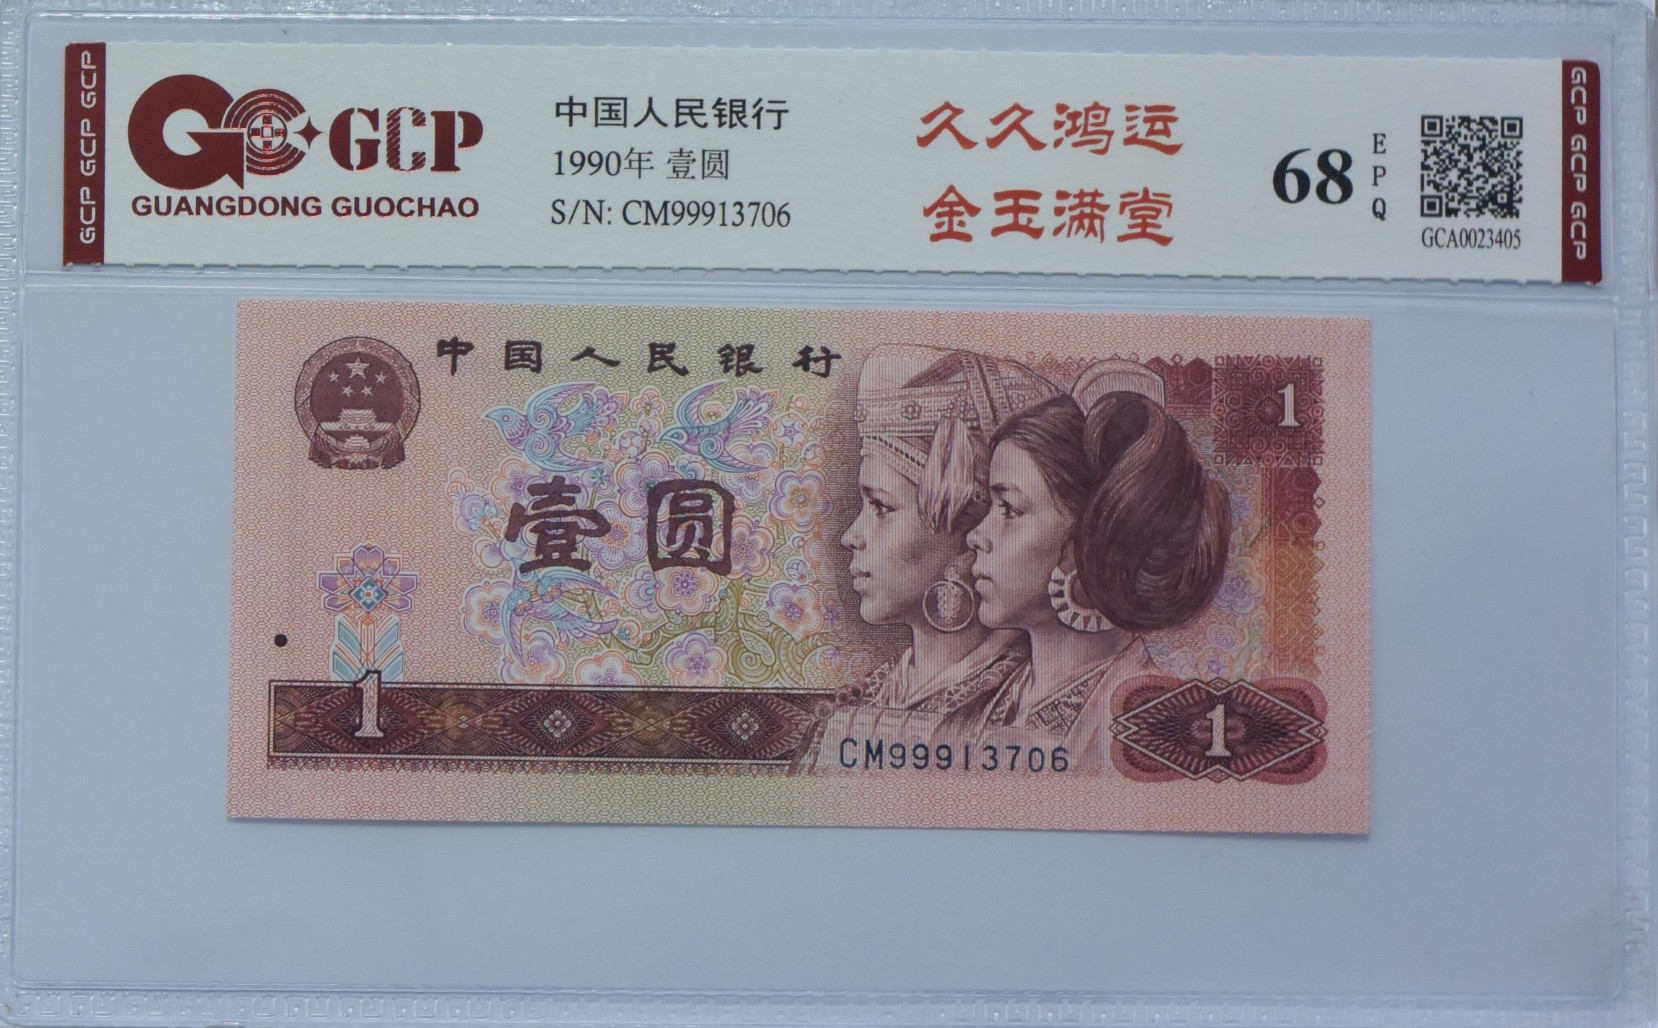 GCP GCP GCP
GCP
GUANGDONG GUOCHAO
中国人民银行
1990年 壹圆
S/N: CM99913706
久久鸿运
金玉满堂
68
EPQ
GCA0023405
GCP GCP GCP
中国人民银行
1
壹圆
1
1
CM99913706